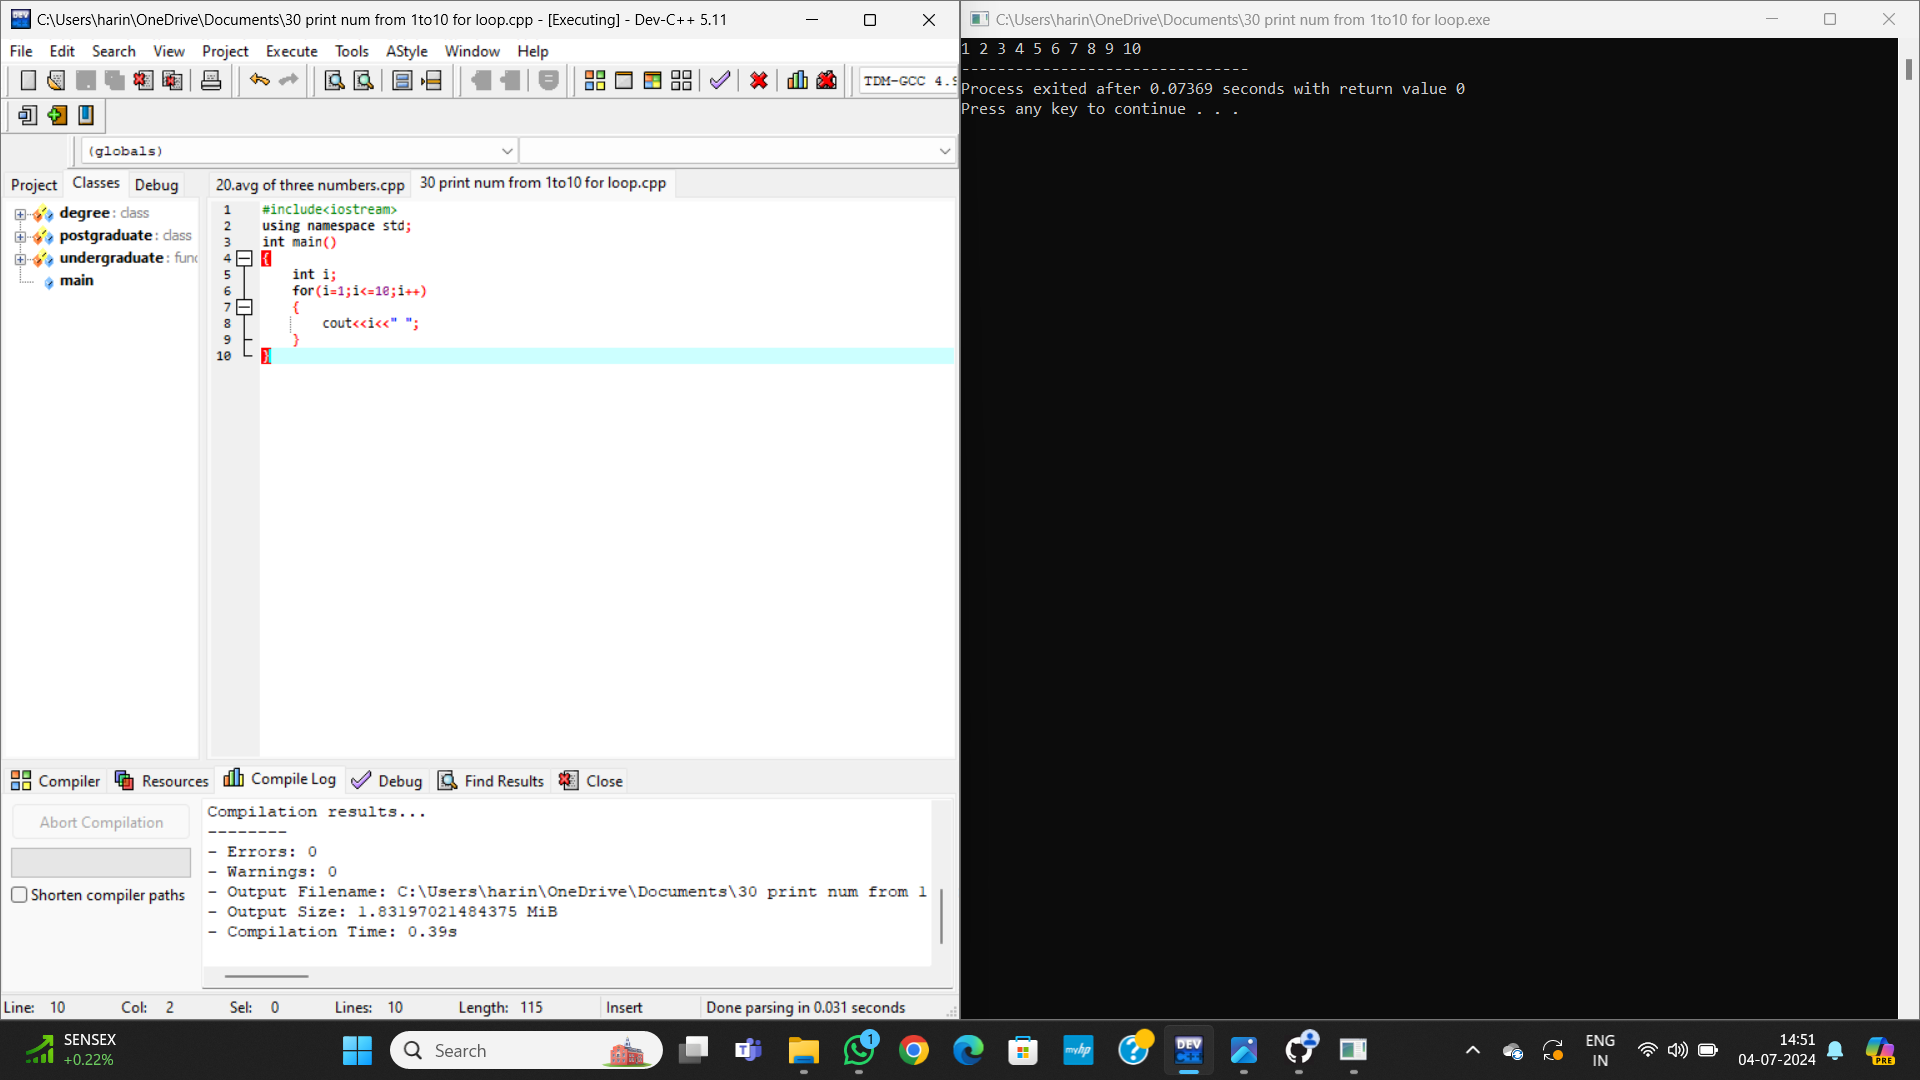 C:\Users\harin\OneDrive\Documents\30 print num from 1to10 for loop.cpp - [Executing] - Dev-C++ 5.11
File Edit Search View Project Execute Tools AStyle Window Help
TDM-GCC 4.9
(globals)
Project Classes Debug
degree : class
postgraduate : class
undergraduate : func
main
20.avg of three numbers.cpp 30 print num from 1to10 for loop.cpp
1 #include<iostream>
2 using namespace std;
3 int main()
4 {
5 int i;
6 for(i=1;i<=10;i++)
7 {
8 cout<<i<<" ";
9 }
10 }
Compiler Resources Compile Log Debug Find Results Close
Abort Compilation
Shorten compiler paths
Compilation results...
--------
- Errors: 0
- Warnings: 0
- Output Filename: C:\Users\harin\OneDrive\Documents\30 print num from 1
- Output Size: 1.83197021484375 MiB
- Compilation Time: 0.39s
Line: 10 Col: 2 Sel: 0 Lines: 10 Length: 115 Insert Done parsing in 0.031 seconds
C:\Users\harin\OneDrive\Documents\30 print num from 1to10 for loop.exe
1 2 3 4 5 6 7 8 9 10
--------------------------------
Process exited after 0.07369 seconds with return value 0
Press any key to continue . . .
SENSEX
+0.22%
Search
1
myhp
DEV
C++
ENG
IN
14:51
04-07-2024
PRE